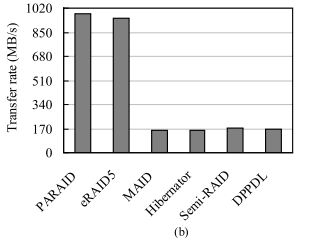 Transfer rate (MB/s)
1020
850
680
510
340
170
0
PARAID
eRAID5
MAID
Hibernator
Semi-RAID
DPPDL
(b)